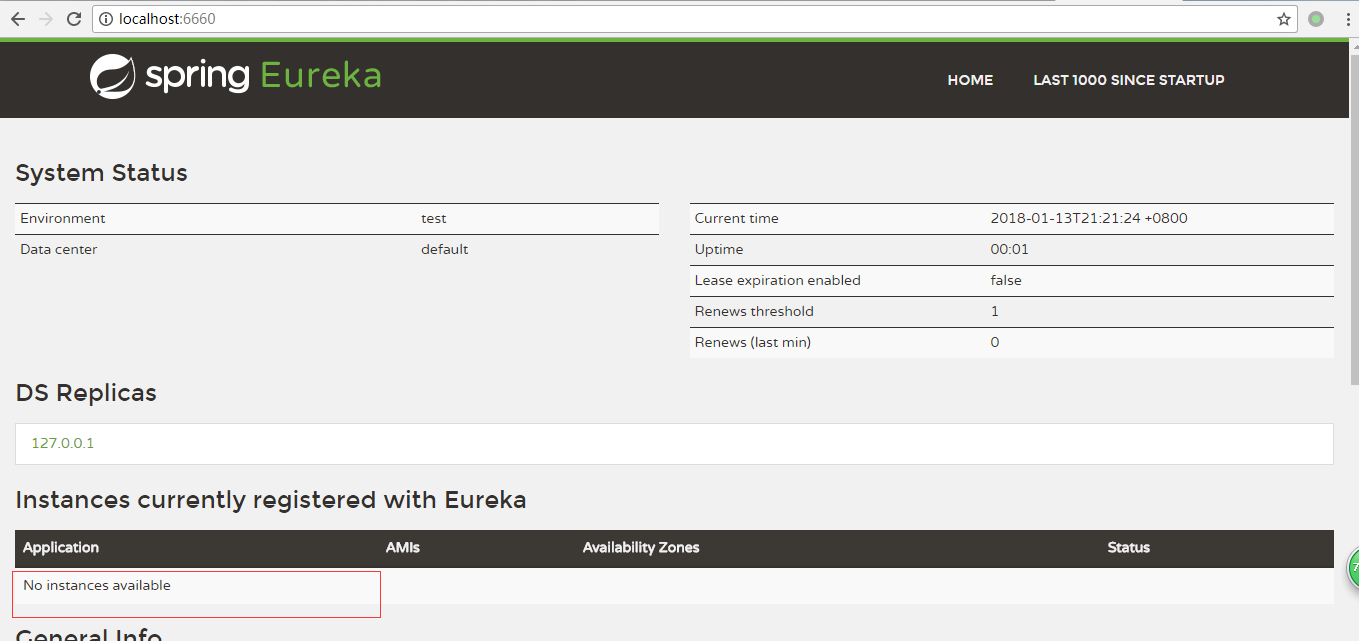 localhost:6660
spring Eureka
HOME LAST 1000 SINCE STARTUP
System Status
Environment test
Data center default
Current time 2018-01-13T21:21:24 +0800
Uptime 00:01
Lease expiration enabled false
Renews threshold 1
Renews (last min) 0
DS Replicas
127.0.0.1
Instances currently registered with Eureka
Application AMIs Availability Zones Status
No instances available
General Info